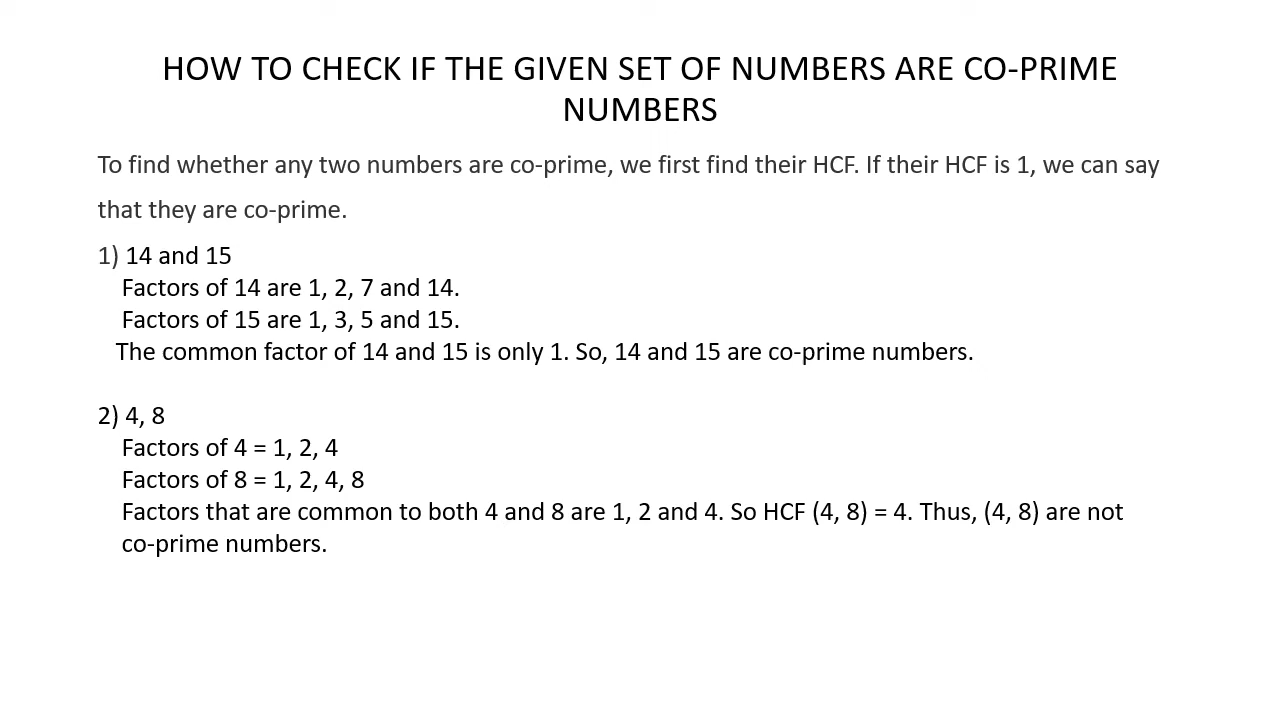 HOW TO CHECK IF THE GIVEN SET OF NUMBERS ARE CO-PRIME
NUMBERS
To find whether any two numbers are co-prime, we first find their HCF. If their HCF is 1, we can say
that they are co-prime.
1) 14 and 15
Factors of 14 are 1, 2, 7 and 14.
Factors of 15 are 1, 3, 5 and 15.
The common factor of 14 and 15 is only 1. So, 14 and 15 are co-prime numbers.
2) 4, 8
Factors of 4 = 1, 2, 4
Factors of 8 = 1, 2, 4, 8
Factors that are common to both 4 and 8 are 1, 2 and 4. So HCF (4, 8) = 4. Thus, (4, 8) are not
co-prime numbers.